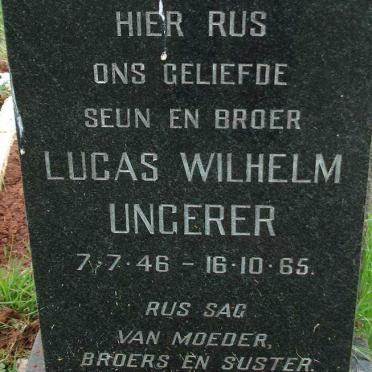 HIER RUS
ONS GELIEFDE
SEUN EN BROER
LUCAS WILHELM
UNGERER
7·7·46 – 16·10·65.
RUS SAG
VAN MOEDER,
BROERS EN SUSTER.